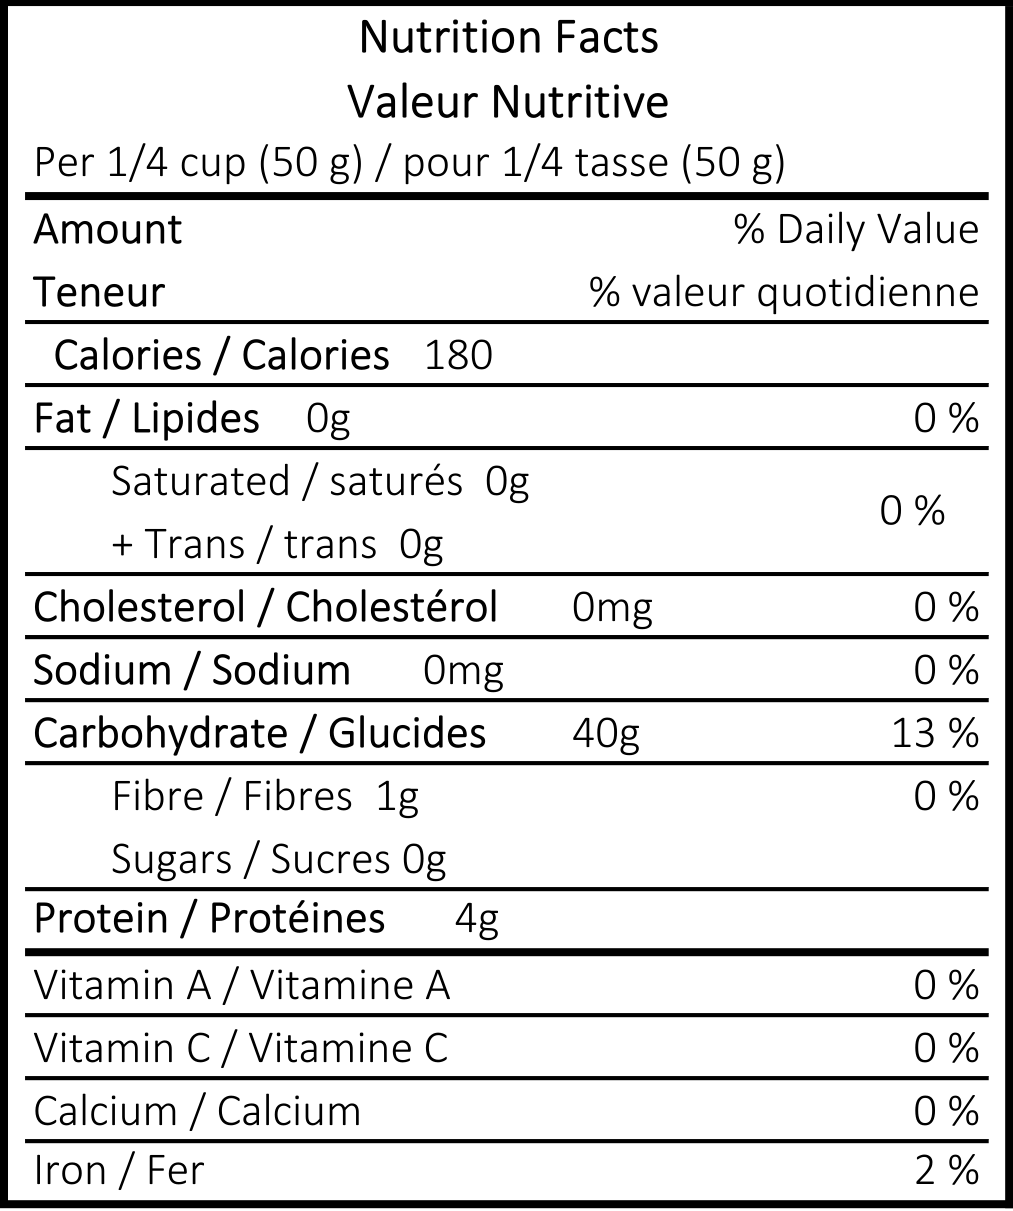 Nutrition Facts
Valeur Nutritive
Per 1/4 cup (50 g) / pour 1/4 tasse (50 g)
Amount % Daily Value
Teneur % valeur quotidienne
Calories / Calories 180
Fat / Lipides 0g 0 %
Saturated / saturés 0g
+ Trans / trans 0g 0 %
Cholesterol / Cholestérol 0mg 0 %
Sodium / Sodium 0mg 0 %
Carbohydrate / Glucides 40g 13 %
Fibre / Fibres 1g 0 %
Sugars / Sucres 0g
Protein / Protéines 4g
Vitamin A / Vitamine A 0 %
Vitamin C / Vitamine C 0 %
Calcium / Calcium 0 %
Iron / Fer 2 %